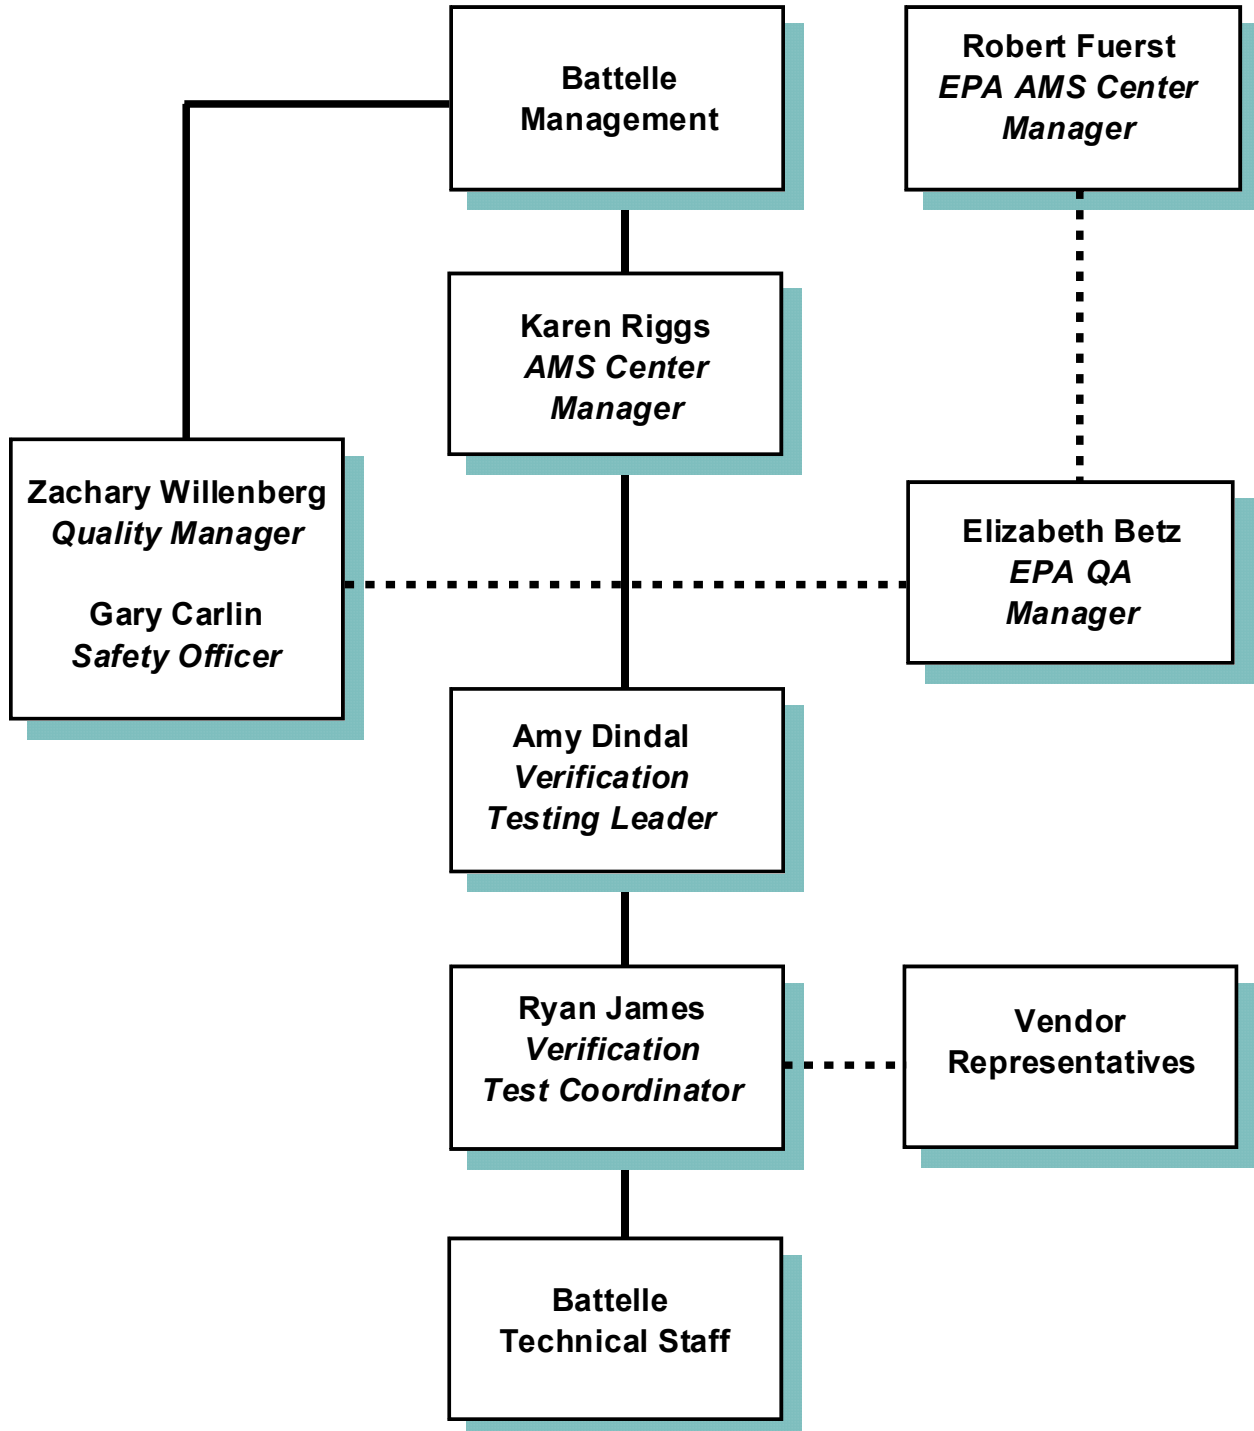 Battelle
Management
Robert Fuerst
EPA AMS Center
Manager
Karen Riggs
AMS Center
Manager
Zachary Willenberg
Quality Manager
Gary Carlin
Safety Officer
Elizabeth Betz
EPA QA
Manager
Amy Dindal
Verification
Testing Leader
Ryan James
Verification
Test Coordinator
Vendor
Representatives
Battelle
Technical Staff